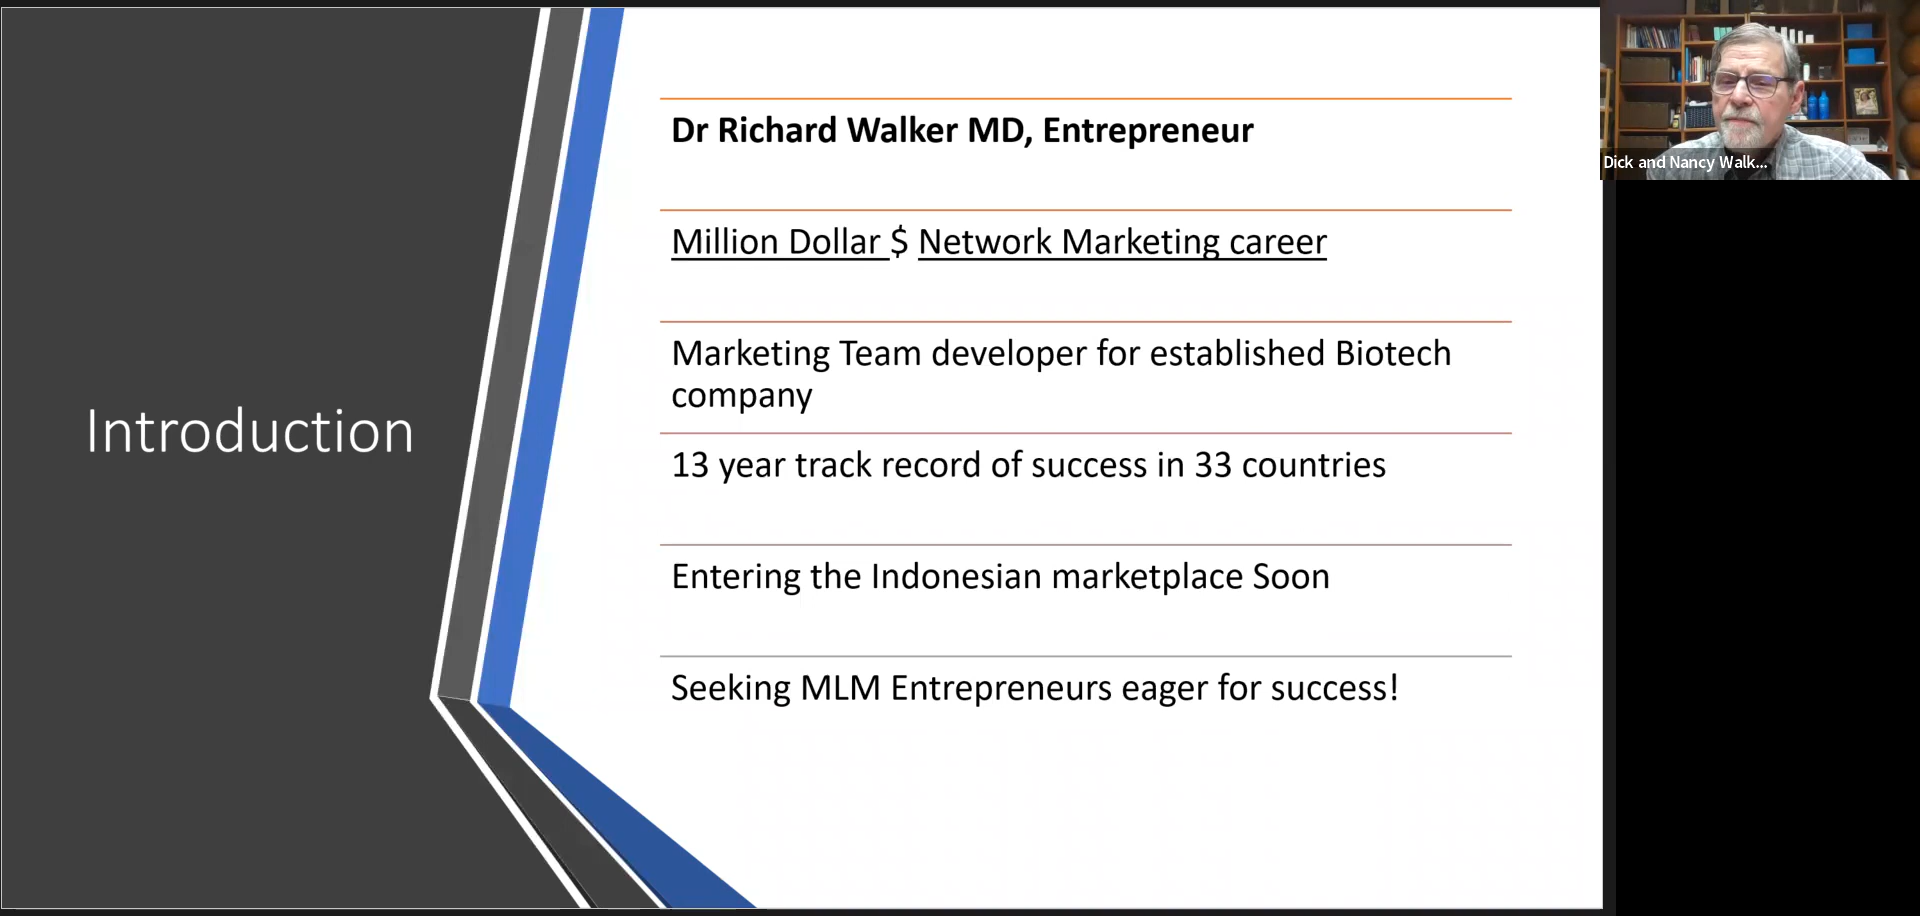 Introduction
Dr Richard Walker MD, Entrepreneur
Million Dollar $ Network Marketing career
Marketing Team developer for established Biotech
company
13 year track record of success in 33 countries
Entering the Indonesian marketplace Soon
Seeking MLM Entrepreneurs eager for success!
Dick and Nancy Walk...